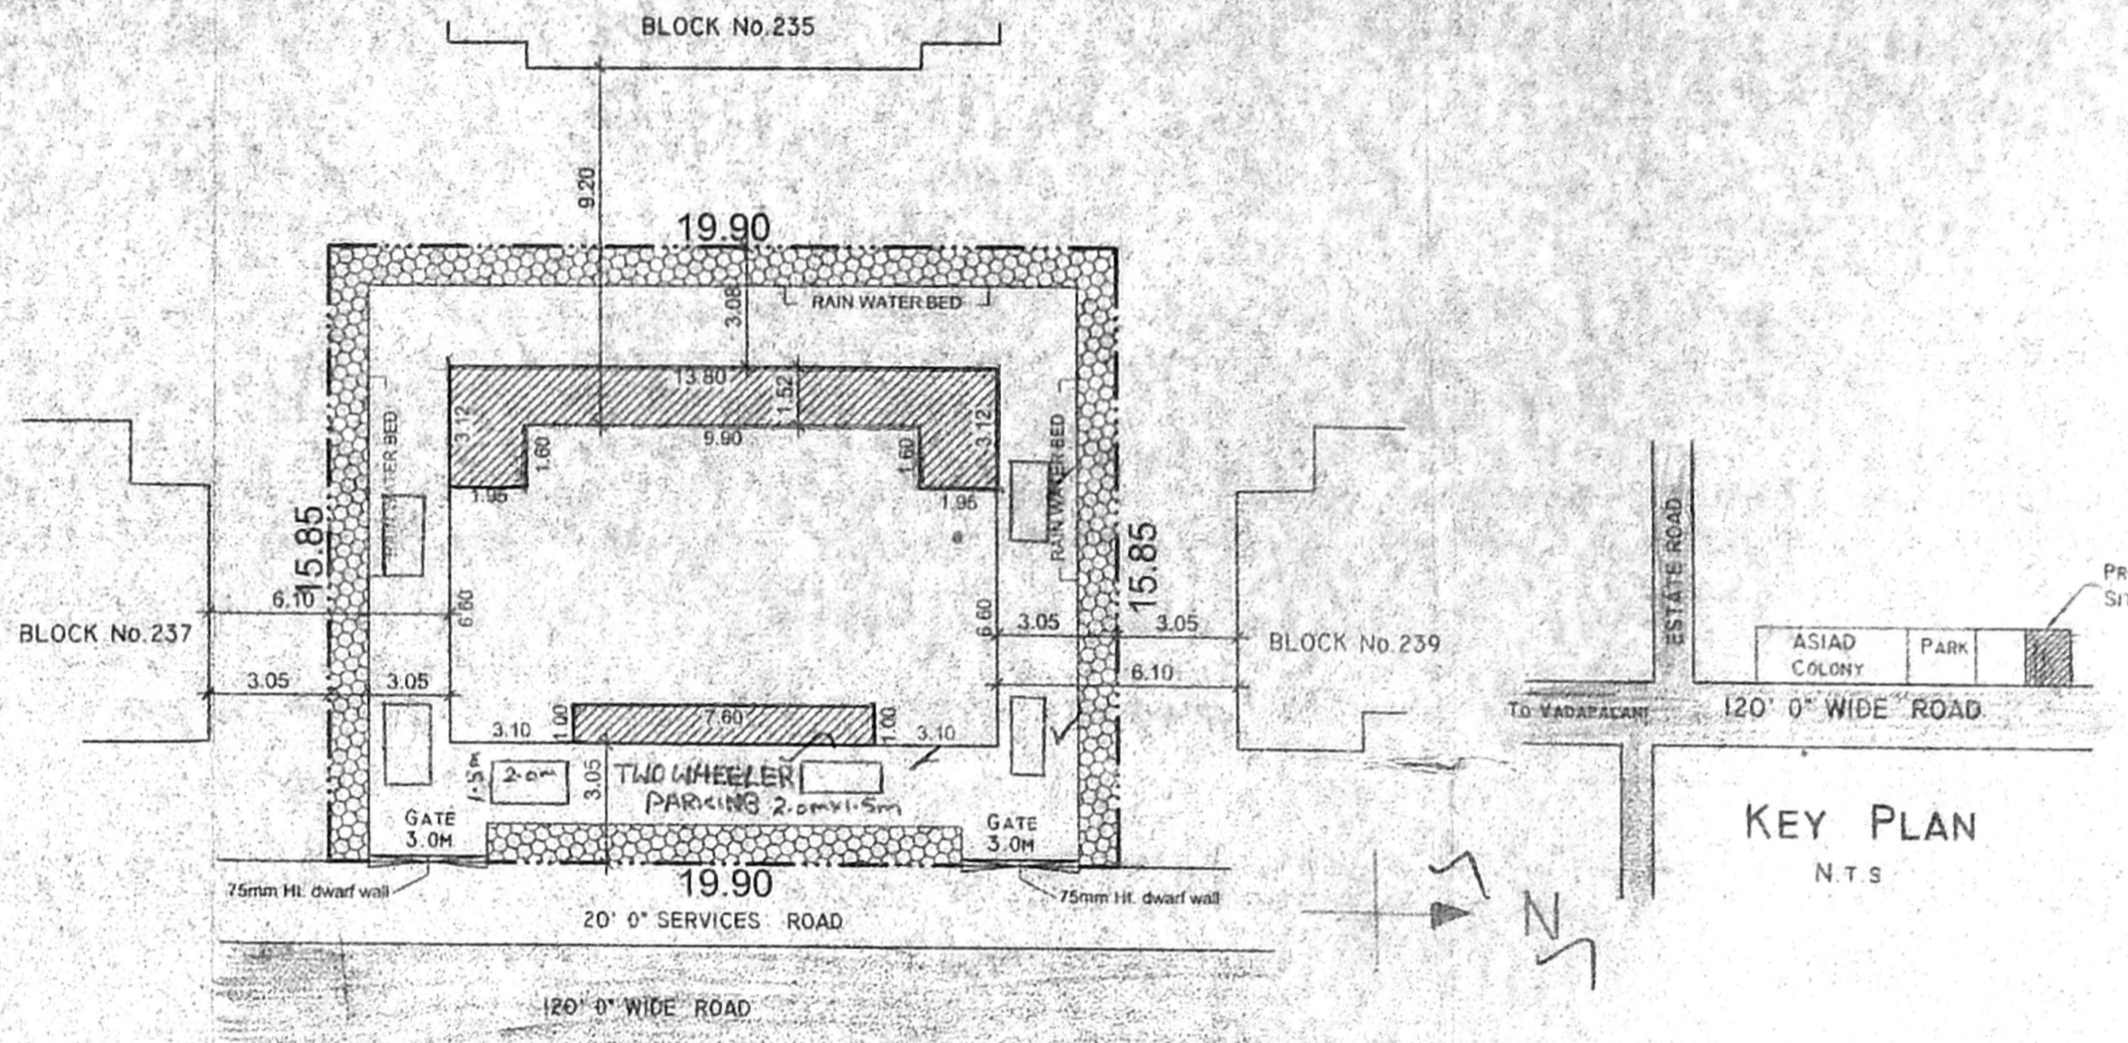 BLOCK No.235
9.20
19.90
3.08
RAIN WATER BED
13.80
1.52
3.12
3.12
9.90
1.60
1.60
1.95
1.95
WATER BED
RAIN WATER BED
15.85
15.85
6.10
6.60
6.60
3.05
3.05
BLOCK No.237
BLOCK No.239
3.05
3.05
6.10
3.10
1.00
7.60
1.00
3.10
1.5m
2.0m
3.05
TWO WHEELER
PARKING 2.0m×1.5m
GATE
3.0M
GATE
3.0M
75mm Ht. dwarf wall
19.90
75mm Ht. dwarf wall
20' 0" SERVICES ROAD
120' 0" WIDE ROAD
N
ESTATE ROAD
PR
SIT
ASIAD
COLONY
PARK
TO VADAPALANI
120' 0" WIDE ROAD
KEY PLAN
N.T.S